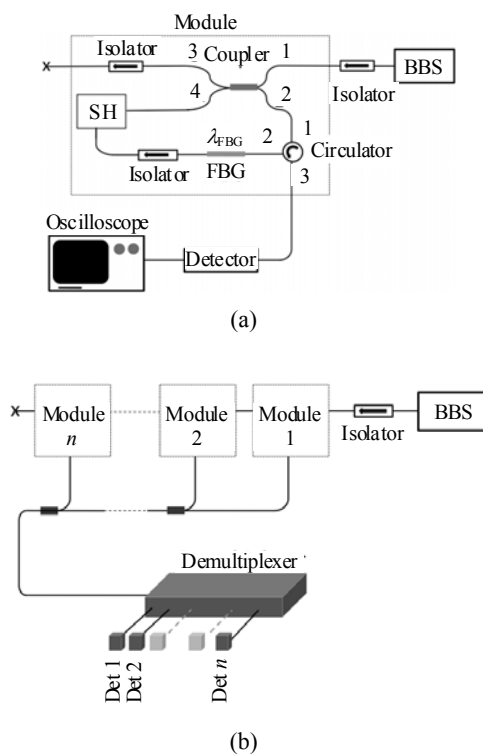 Module
Isolator 3 Coupler 1
BBS
4 2 Isolator
SH
λFBG 2 1
Circulator
Isolator FBG 3
Oscilloscope
Detector
(a)
Module n
Module 2
Module 1
Isolator
BBS
Demultiplexer
Det 1
Det 2
Det n
(b)